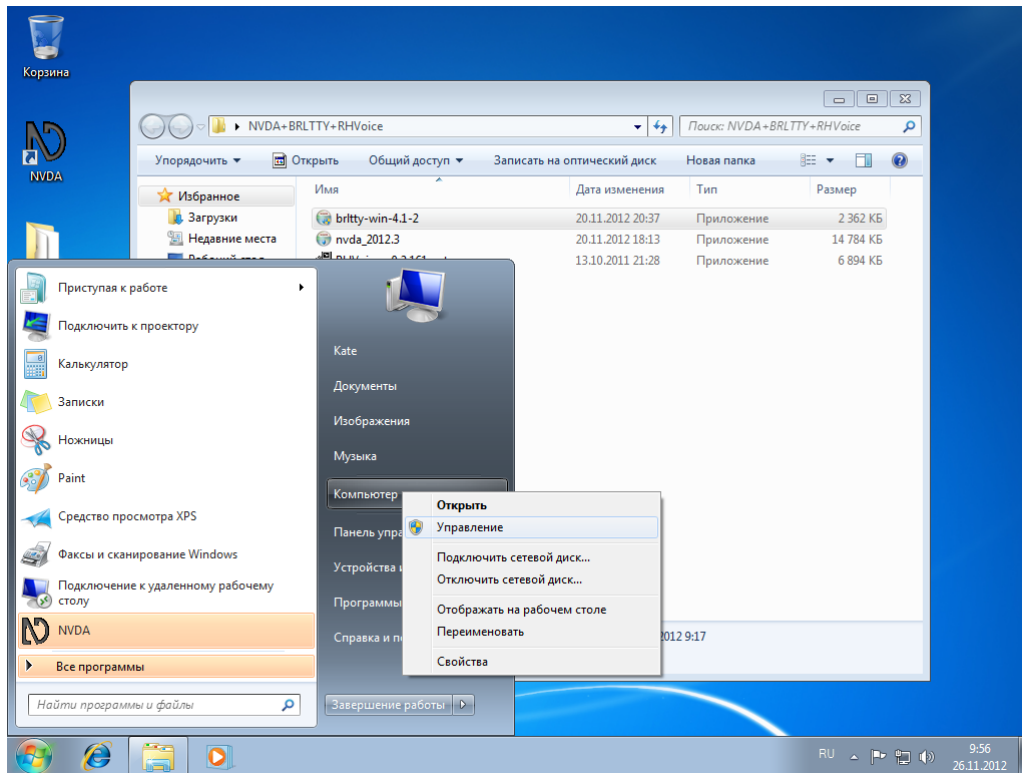 Корзина
NVDA
NVDA+BRLTTY+RHVoice
Поиск: NVDA+BRLTTY+RHVoice
Упорядочить
Открыть
Общий доступ
Записать на оптический диск
Новая папка
Избранное
Загрузки
Недавние места
Имя
Дата изменения
Тип
Размер
brltty-win-4.1-2
20.11.2012 20:37
Приложение
2 362 КБ
nvda_2012.3
20.11.2012 18:13
Приложение
14 784 КБ
13.10.2011 21:28
Приложение
6 894 КБ
2012 9:17
Приступая к работе
Подключить к проектору
Калькулятор
Записки
Ножницы
Paint
Средство просмотра XPS
Факсы и сканирование Windows
Подключение к удаленному рабочему
столу
NVDA
Все программы
Найти программы и файлы
Kate
Документы
Изображения
Музыка
Компьютер
Панель упра
Устройства
Программы
Справка и п
Завершение работы
Открыть
Управление
Подключить сетевой диск...
Отключить сетевой диск...
Отображать на рабочем столе
Переименовать
Свойства
RU
9:56
26.11.2012